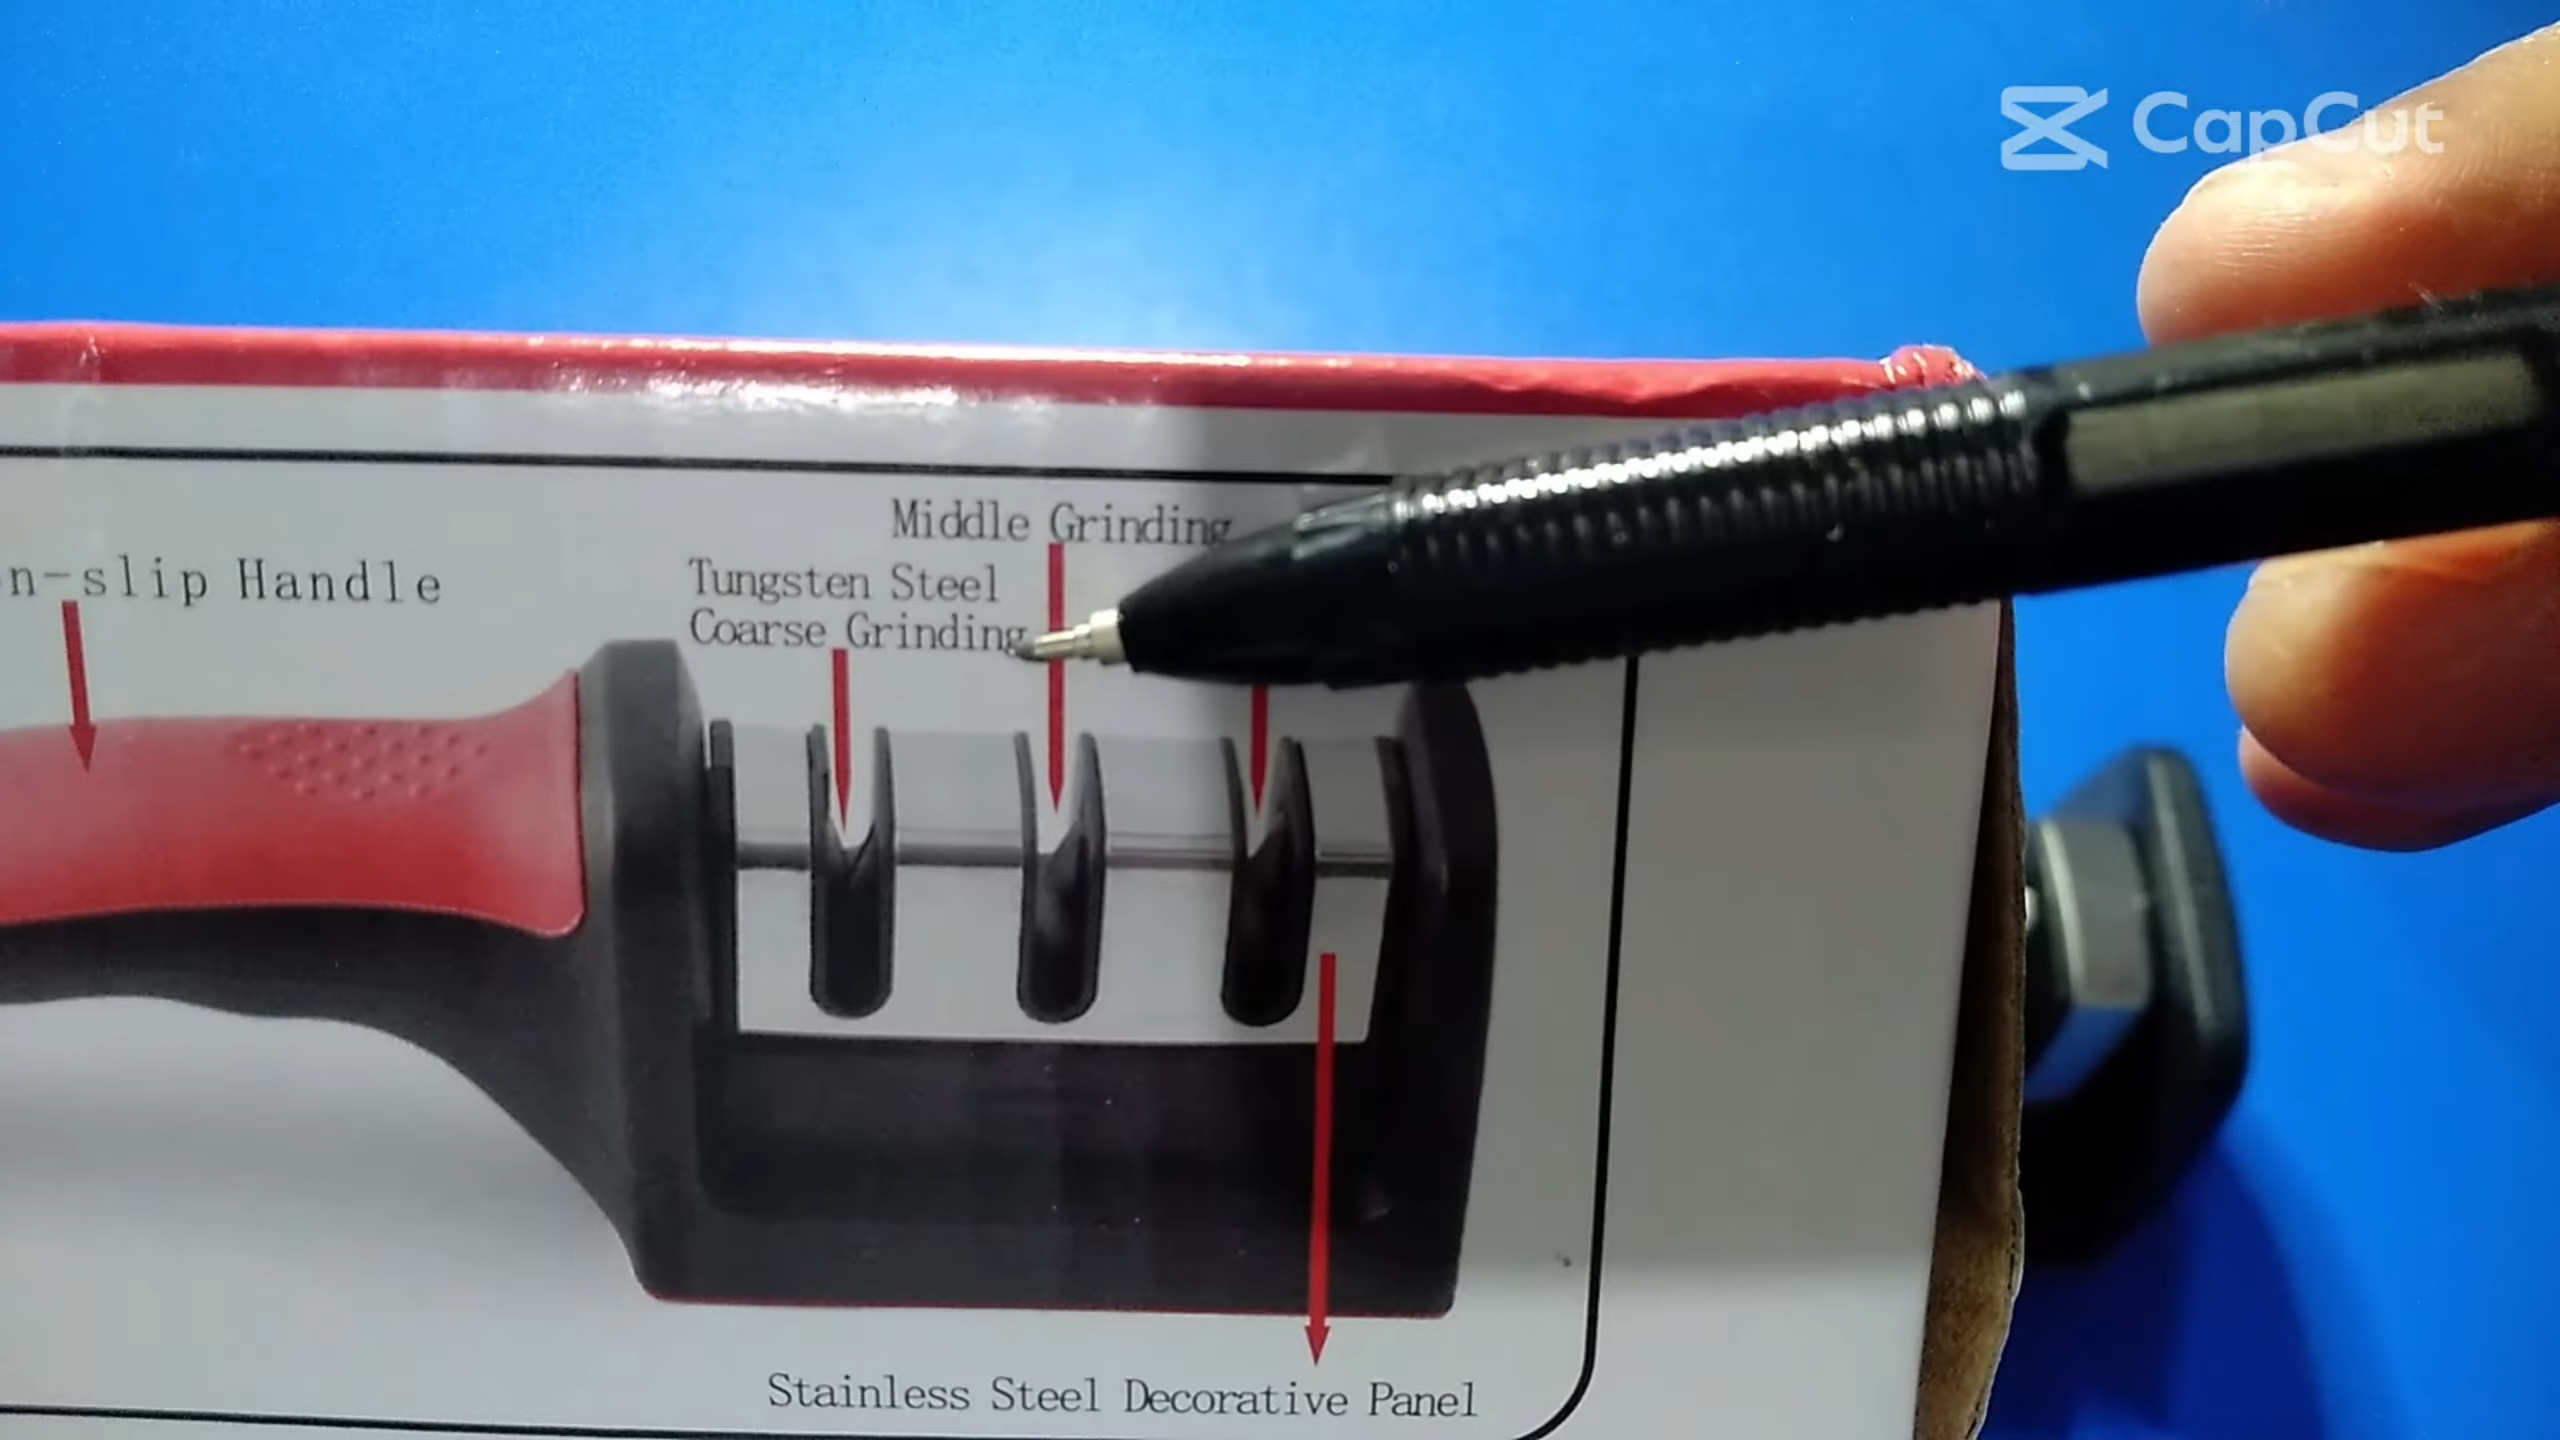 CapCut
Middle Grinding
n-slip Handle
Tungsten Steel
Coarse Grinding
Stainless Steel Decorative Panel